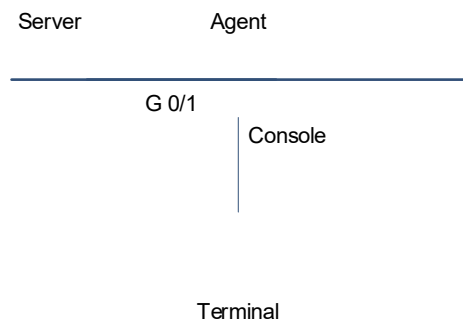 Server Agent
G 0/1
Console
Terminal